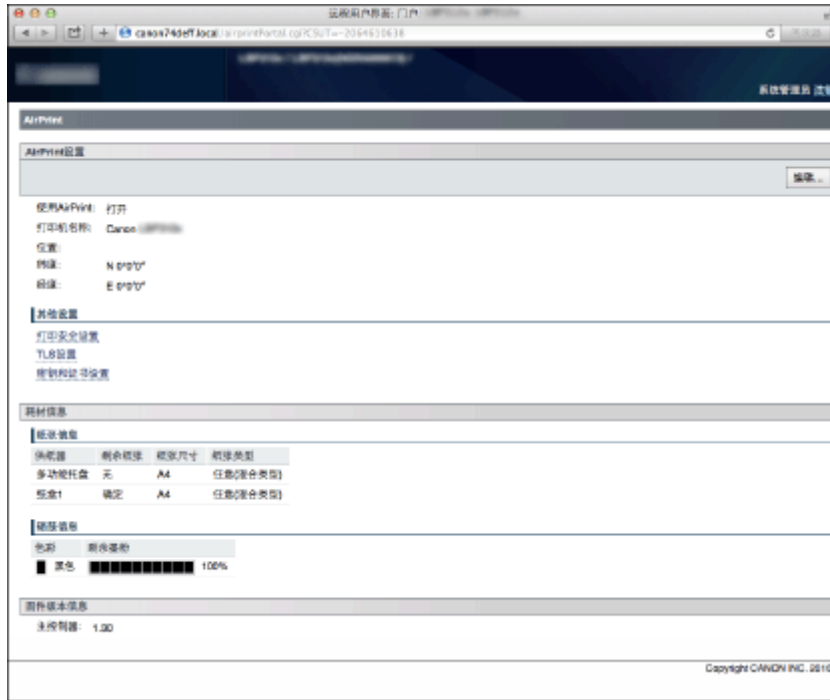 远程用户界面: 门户
canon74deff.local/airprintPortal.cgi?CSUT=-2064610638
系统管理员
AirPrint
AirPrint设置
编辑...
使用AirPrint: 打开
打印机名称: Canon
位置:
纬度: N 0°0'0"
经度: E 0°0'0"
其他设置
打印安全设置
TLS设置
密钥和证书设置
耗材信息
纸张信息
供纸器 剩余纸张 纸张尺寸 纸张类型
多功能托盘 无 A4 任意(混合类型)
纸盒1 确定 A4 任意(混合类型)
硒鼓信息
色彩 剩余墨粉
黑色 100%
固件版本信息
主控制器: 1.00
Copyright CANON INC. 2016